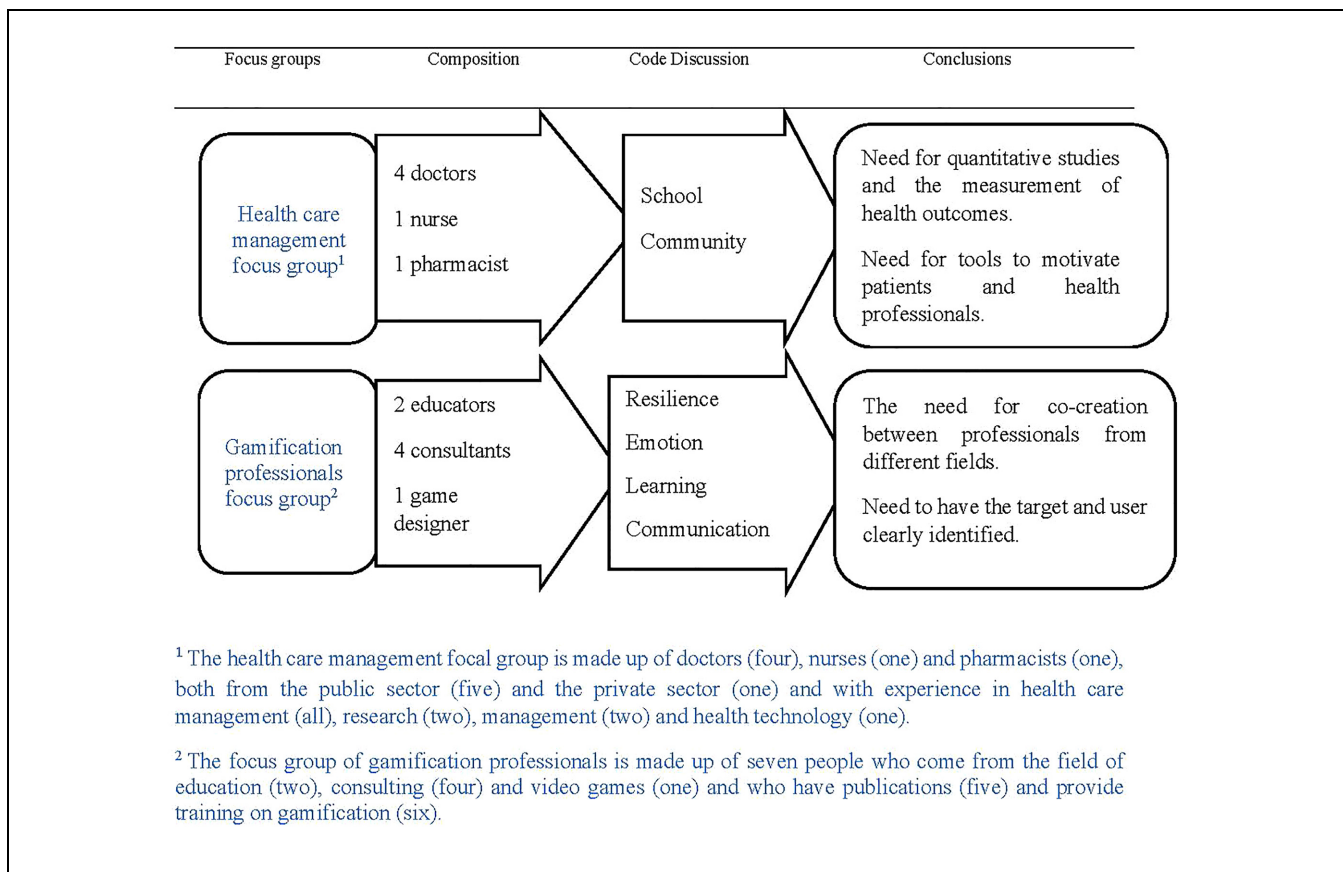 Focus groups Composition Code Discussion Conclusions
Health care
management
focus group¹
4 doctors
1 nurse
1 pharmacist
School
Community
Need for quantitative studies
and the measurement of
health outcomes.
Need for tools to motivate
patients and health
professionals.
Gamification
professionals
focus group²
2 educators
4 consultants
1 game
designer
Resilience
Emotion
Learning
Communication
The need for co-creation
between professionals from
different fields.
Need to have the target and user
clearly identified.
¹ The health care management focal group is made up of doctors (four), nurses (one) and pharmacists (one),
both from the public sector (five) and the private sector (one) and with experience in health care
management (all), research (two), management (two) and health technology (one).
² The focus group of gamification professionals is made up of seven people who come from the field of
education (two), consulting (four) and video games (one) and who have publications (five) and provide
training on gamification (six).